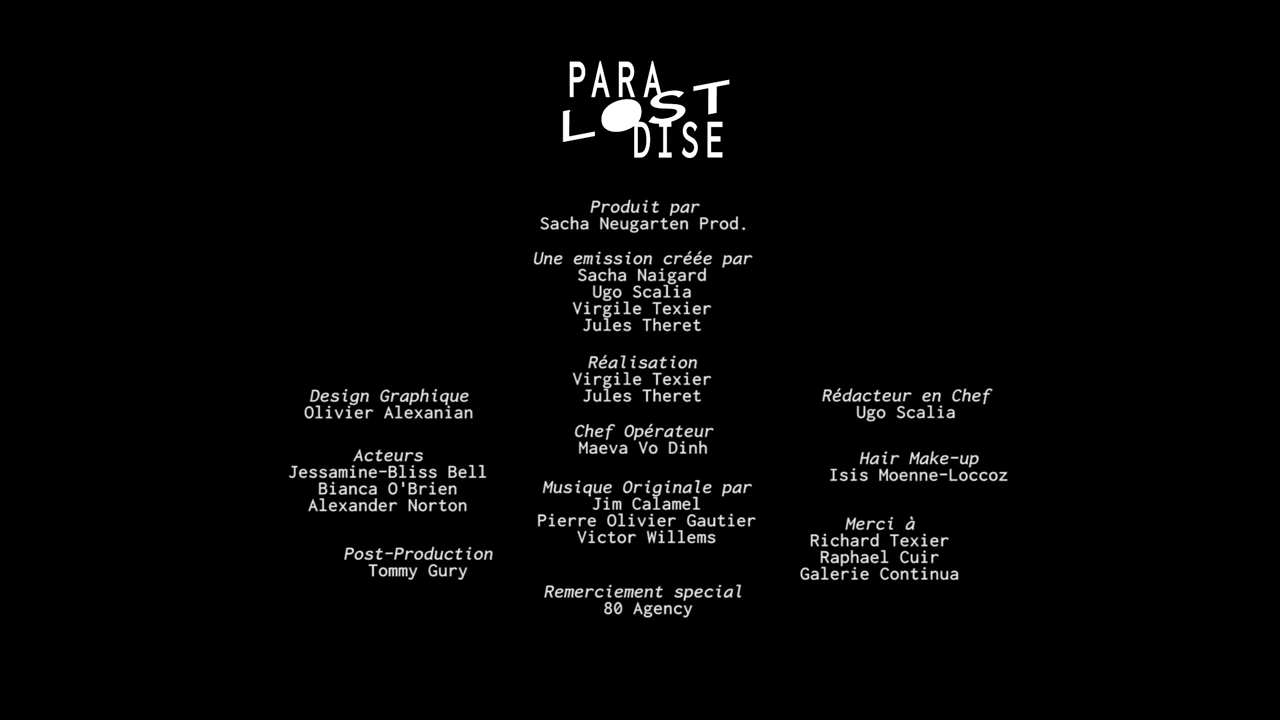 PARA
LOST
DISE
Produit par
Sacha Neugarten Prod.
Une emission créée par
Sacha Naigard
Ugo Scalia
Virgile Texier
Jules Theret
Réalisation
Virgile Texier
Jules Theret
Chef Opérateur
Maeva Vo Dinh
Musique Originale par
Jim Calamel
Pierre Olivier Gautier
Victor Willems
Remerciement special
80 Agency
Design Graphique
Olivier Alexanian
Acteurs
Jessamine-Bliss Bell
Bianca O'Brien
Alexander Norton
Post-Production
Tommy Gury
Rédacteur en Chef
Ugo Scalia
Hair Make-up
Isis Moenne-Loccoz
Merci à
Richard Texier
Raphael Cuir
Galerie Continua